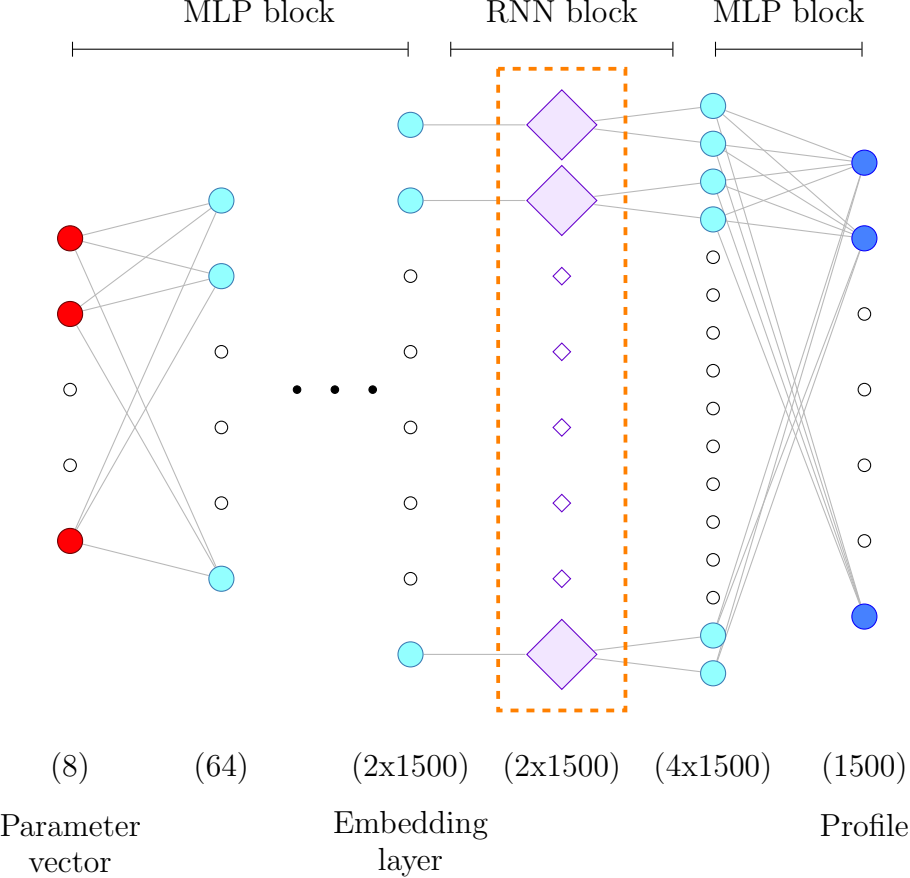 MLP block
RNN block
MLP block
(8)
(64)
(2x1500)
(2x1500)
(4x1500)
(1500)
Parameter
vector
Embedding
layer
Profile